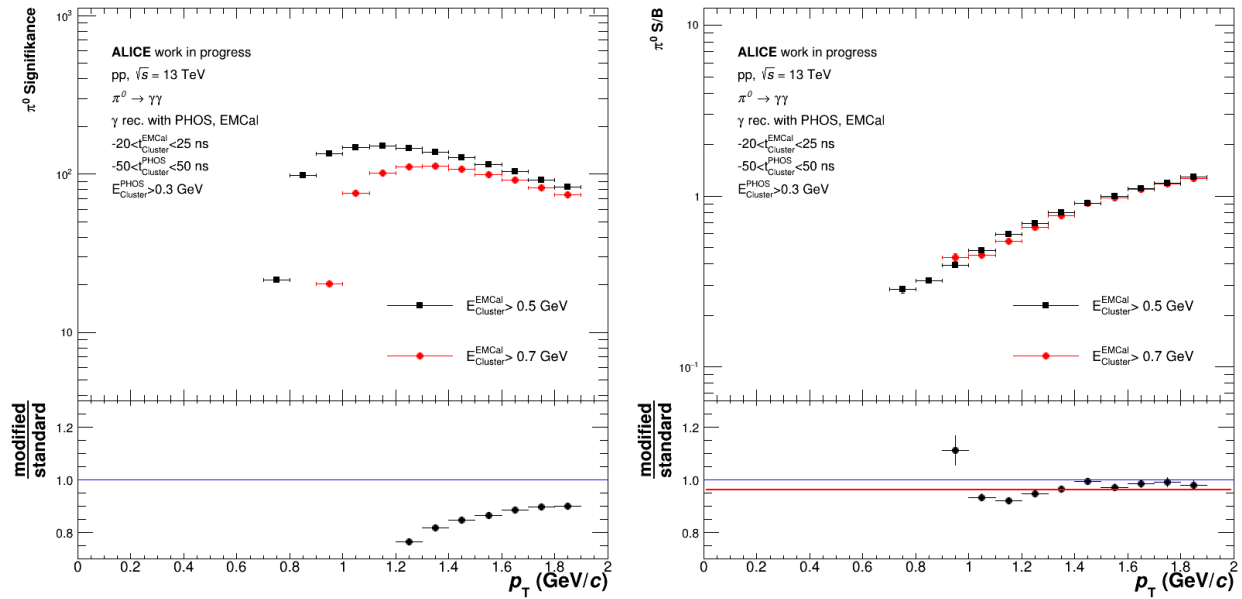 π⁰ Signifikance
10³
10²
10
ALICE work in progress
pp, √s = 13 TeV
π⁰ → γγ
γ rec. with PHOS, EMCal
-20<t^EMCal_Cluster<25 ns
-50<t^PHOS_Cluster<50 ns
E^PHOS_Cluster>0.3 GeV
E^EMCal_Cluster> 0.5 GeV
E^EMCal_Cluster> 0.7 GeV
modified
standard
1.2
1.0
0.8
0 0.2 0.4 0.6 0.8 1 1.2 1.4 1.6 1.8 2
p_T (GeV/c)
π⁰ S/B
10
1
10⁻¹
ALICE work in progress
pp, √s = 13 TeV
π⁰ → γγ
γ rec. with PHOS, EMCal
-20<t^EMCal_Cluster<25 ns
-50<t^PHOS_Cluster<50 ns
E^PHOS_Cluster>0.3 GeV
E^EMCal_Cluster> 0.5 GeV
E^EMCal_Cluster> 0.7 GeV
modified
standard
1.2
1.0
0.8
0 0.2 0.4 0.6 0.8 1 1.2 1.4 1.6 1.8 2
p_T (GeV/c)